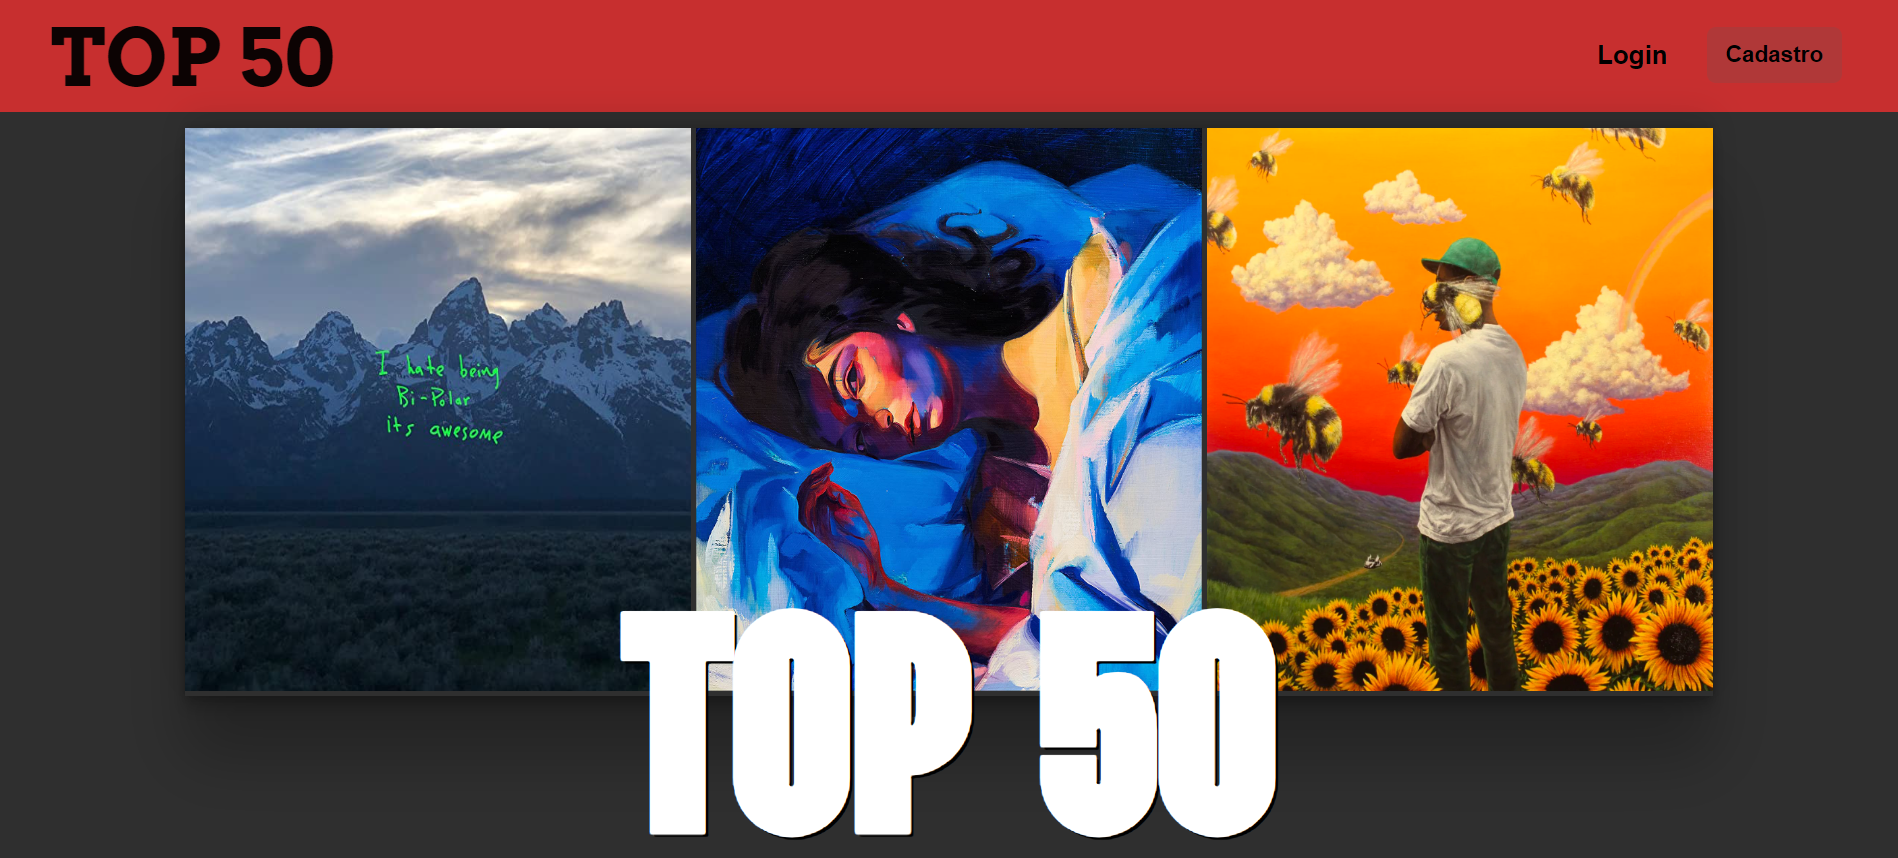 TOP 50
Login
Cadastro
I hate being
Bi-Polar
its awesome
TOP 50